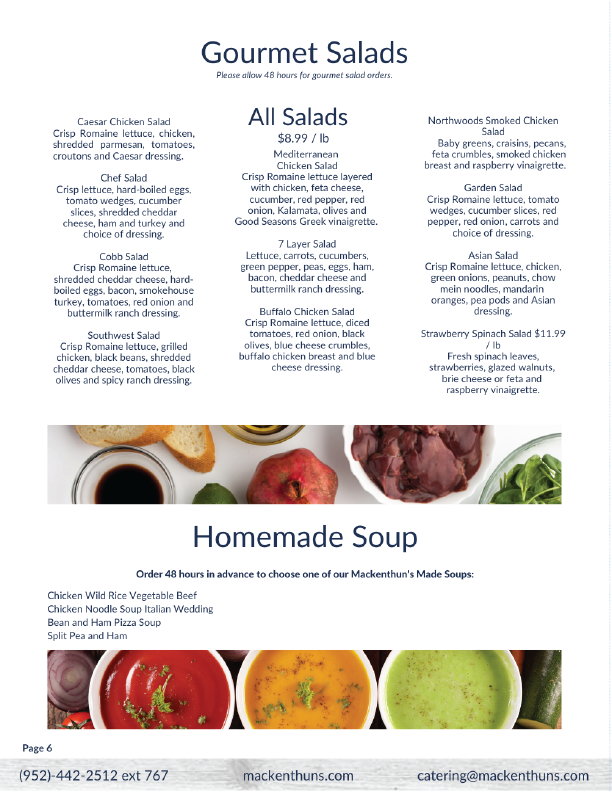 Gourmet Salads
Please allow 48 hours for gourmet salad orders.
Caesar Chicken Salad
Crisp Romaine lettuce, chicken,
shredded parmesan, tomatoes,
croutons and Caesar dressing.
Chef Salad
Crisp lettuce, hard-boiled eggs,
tomato wedges, cucumber
slices, shredded cheddar
cheese, ham and turkey and
choice of dressing.
Cobb Salad
Crisp Romaine lettuce,
shredded cheddar cheese, hard-
boiled eggs, bacon, smokehouse
turkey, tomatoes, red onion and
buttermilk ranch dressing.
Southwest Salad
Crisp Romaine lettuce, grilled
chicken, black beans, shredded
cheddar cheese, tomatoes, black
olives and spicy ranch dressing.
All Salads
$8.99 / lb
Mediterranean
Chicken Salad
Crisp Romaine lettuce layered
with chicken, feta cheese,
cucumber, red pepper, red
onion, Kalamata, olives and
Good Seasons Greek vinaigrette.
7 Layer Salad
Lettuce, carrots, cucumbers,
green pepper, peas, eggs, ham,
bacon, cheddar cheese and
buttermilk ranch dressing.
Buffalo Chicken Salad
Crisp Romaine lettuce, diced
tomatoes, red onion, black
olives, blue cheese crumbles,
buffalo chicken breast and blue
cheese dressing.
Northwoods Smoked Chicken
Salad
Baby greens, craisins, pecans,
feta crumbles, smoked chicken
breast and raspberry vinaigrette.
Garden Salad
Crisp Romaine lettuce, tomato
wedges, cucumber slices, red
pepper, red onion, carrots and
choice of dressing.
Asian Salad
Crisp Romaine lettuce, chicken,
green onions, peanuts, chow
mein noodles, mandarin
oranges, pea pods and Asian
dressing.
Strawberry Spinach Salad $11.99
/ lb
Fresh spinach leaves,
strawberries, glazed walnuts,
brie cheese or feta and
raspberry vinaigrette.
Homemade Soup
Order 48 hours in advance to choose one of our Mackenthun's Made Soups:
Chicken Wild Rice Vegetable Beef
Chicken Noodle Soup Italian Wedding
Bean and Ham Pizza Soup
Split Pea and Ham
Page 6
(952)-442-2512 ext 767
mackenthuns.com
catering@mackenthuns.com